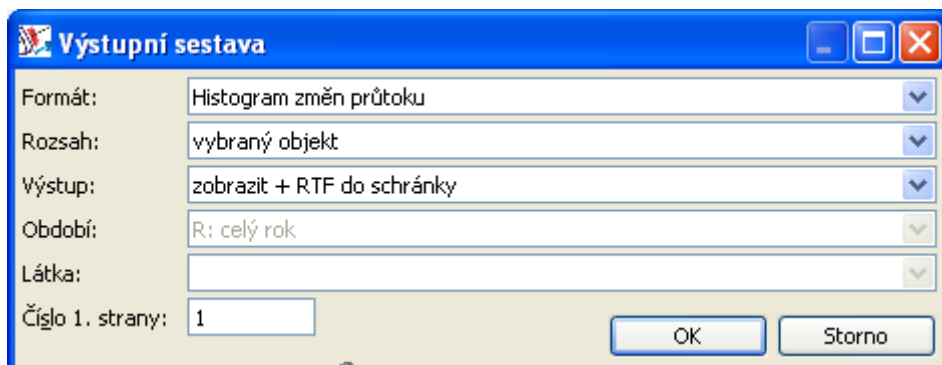 Výstupní sestava
Formát: Histogram změn průtoku
Rozsah: vybraný objekt
Výstup: zobrazit + RTF do schránky
Období: R: celý rok
Látka:
Číslo 1. strany: 1
OK Storno